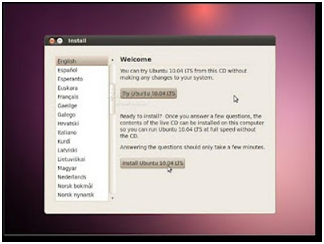 Install
English
Español
Esperanto
Euskara
Français
Gaeilge
Galego
Hrvatski
Italiano
Kurdî
Latviski
Lietuviškai
Magyar
Nederlands
Norsk bokmål
Norsk nynorsk
Welcome
You can try Ubuntu 10.04 LTS from this CD without
making any changes to your system.
Try Ubuntu 10.04 LTS
Ready to install? Once you answer a few questions, the
contents of the live CD can be installed on this computer
so you can run Ubuntu 10.04 LTS at full speed without
the CD.
Answering the questions should only take a few minutes.
Install Ubuntu 10.04 LTS